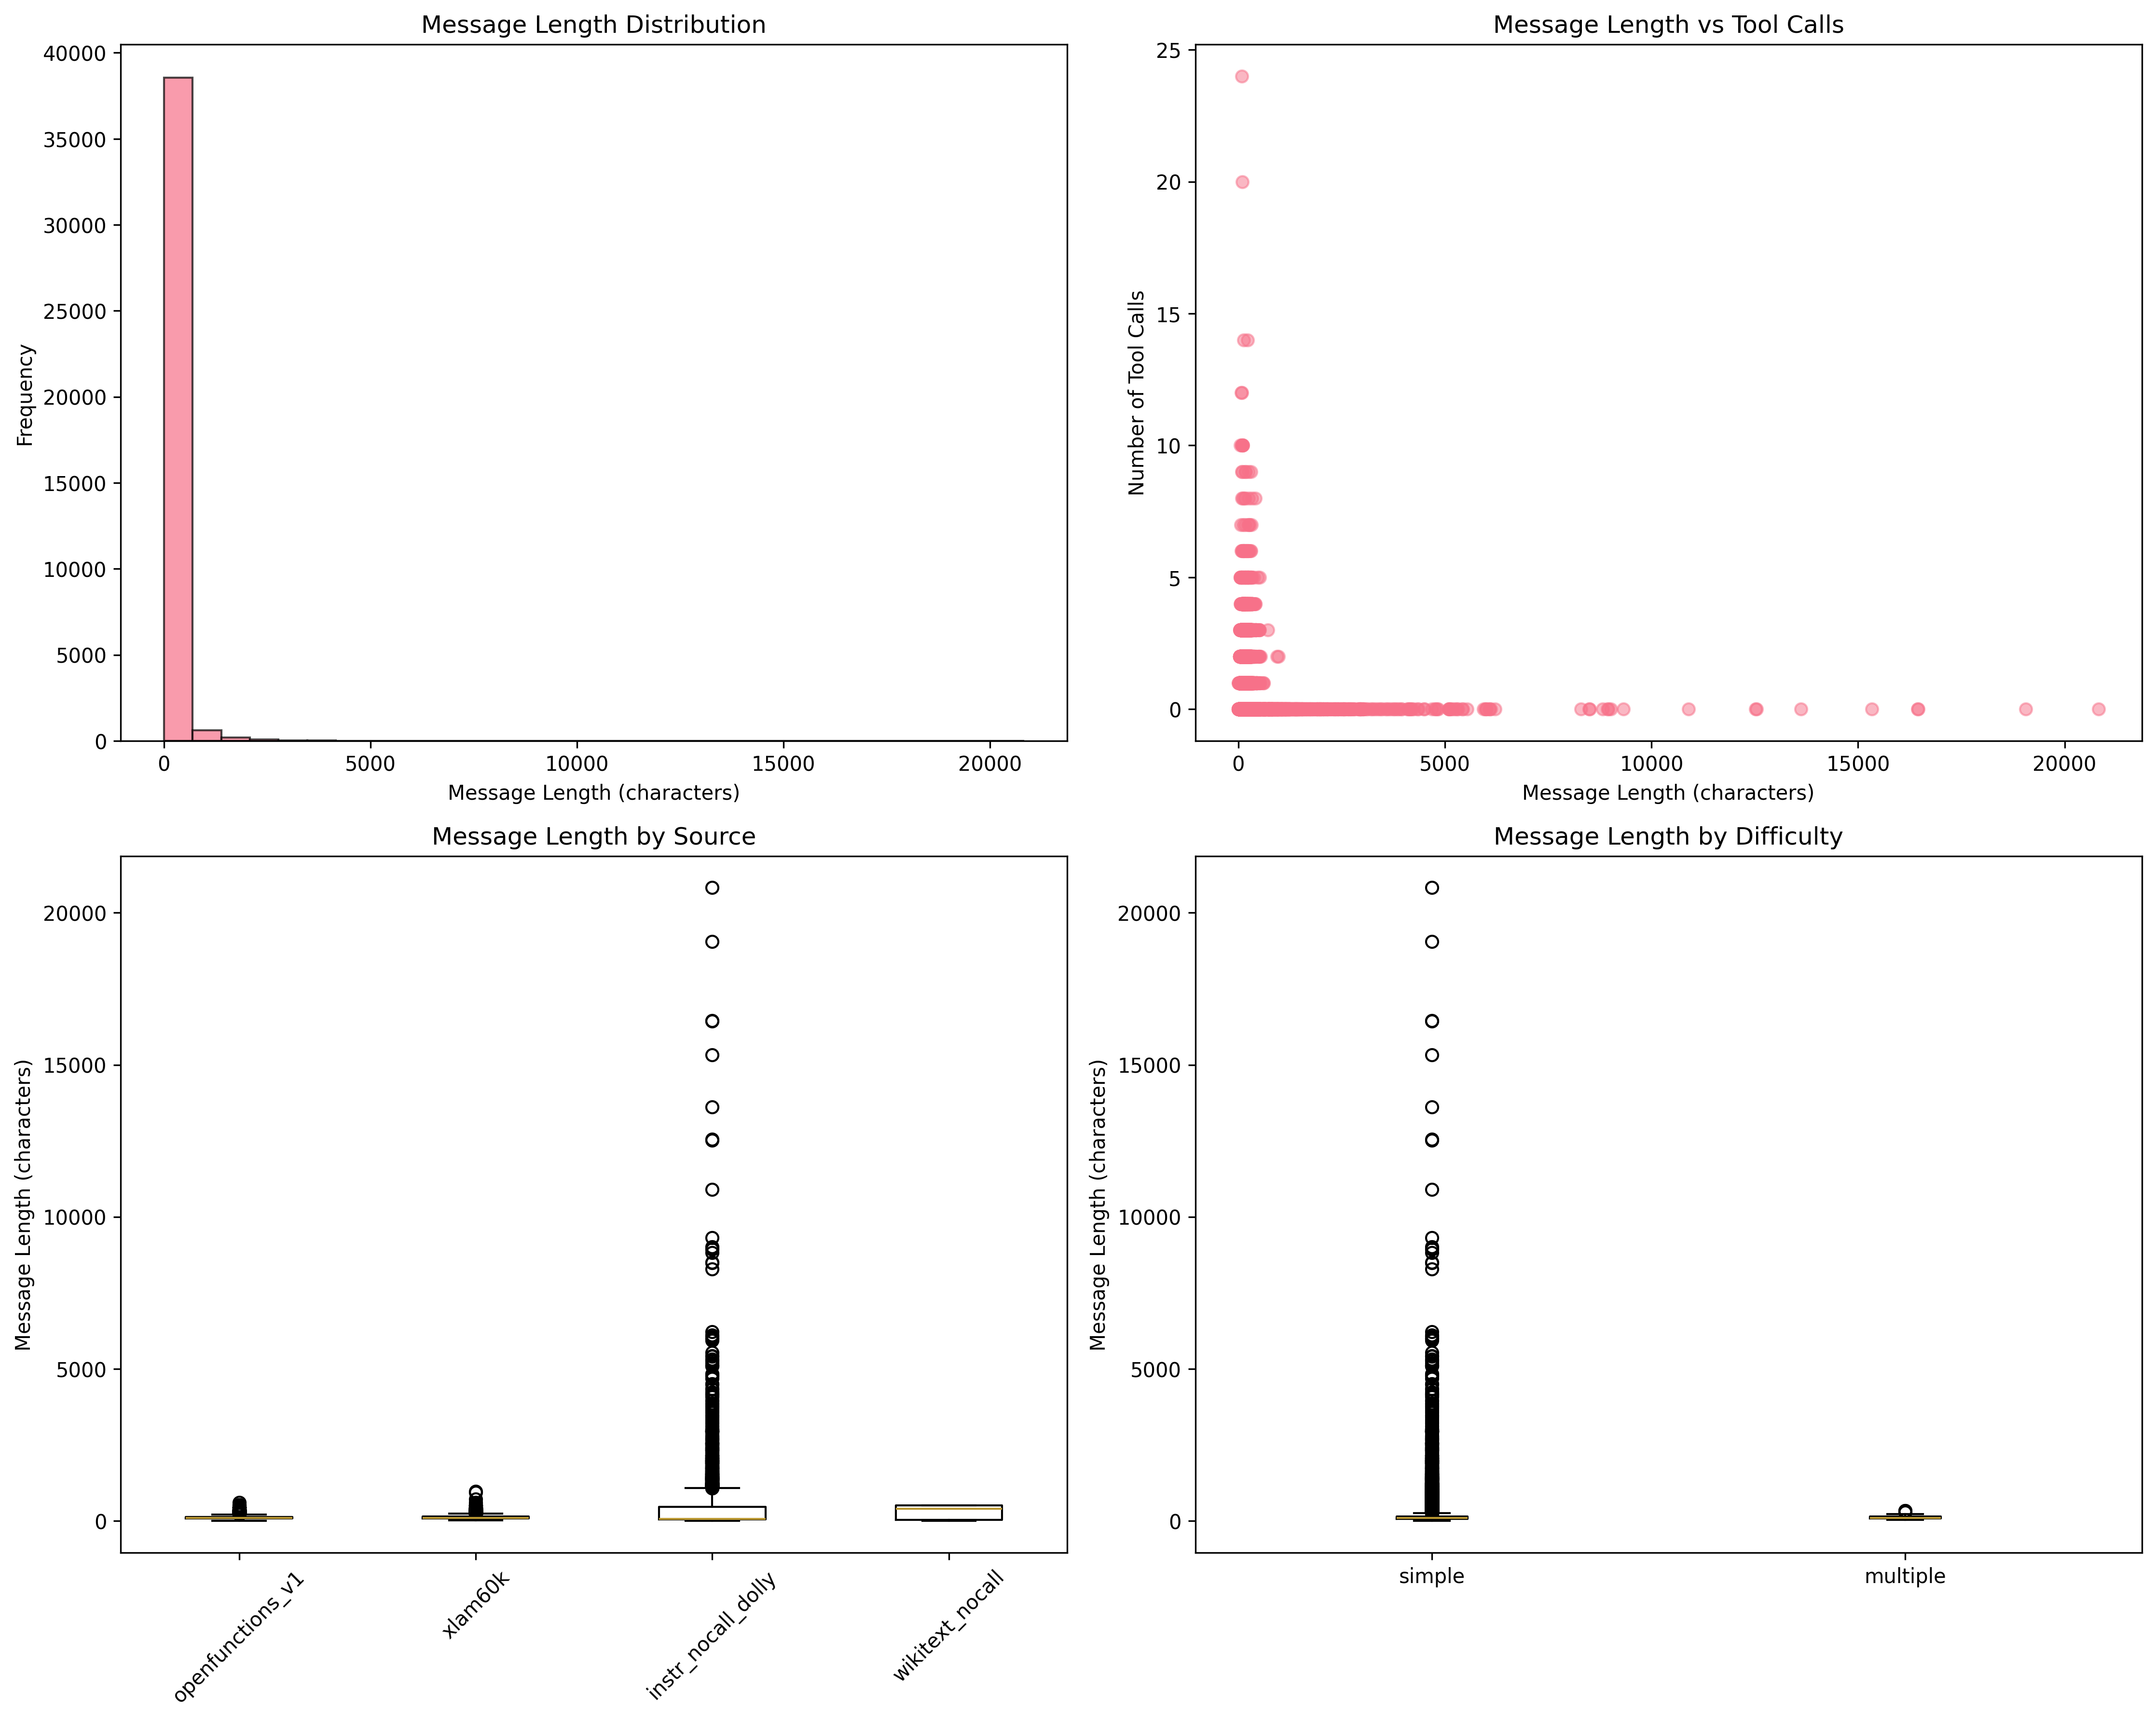 Message Length Distribution
40000
35000
30000
25000
20000
15000
10000
5000
0
Frequency
0 5000 10000 15000 20000
Message Length (characters)
Message Length vs Tool Calls
25
20
15
10
5
0
Number of Tool Calls
0 5000 10000 15000 20000
Message Length (characters)
Message Length by Source
20000
15000
10000
5000
0
Message Length (characters)
openfunctions_v1
xlam60k
instr_nocall_dolly
wikitext_nocall
Message Length by Difficulty
20000
15000
10000
5000
0
Message Length (characters)
simple multiple